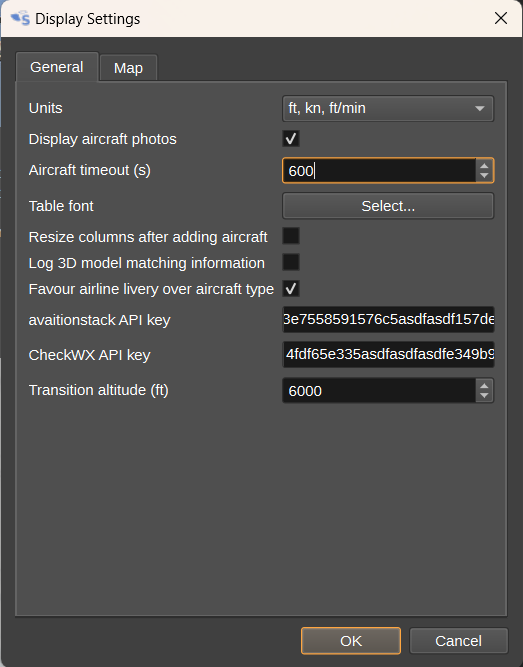 Display Settings
General Map
Units ft, kn, ft/min
Display aircraft photos
Aircraft timeout (s) 600
Table font Select...
Resize columns after adding aircraft
Log 3D model matching information
Favour airline livery over aircraft type
avaitionstack API key 3e7558591576c5asdfasdf157de
CheckWX API key 4fdf65e335asdfasdfasdfe349b9
Transition altitude (ft) 6000
OK Cancel